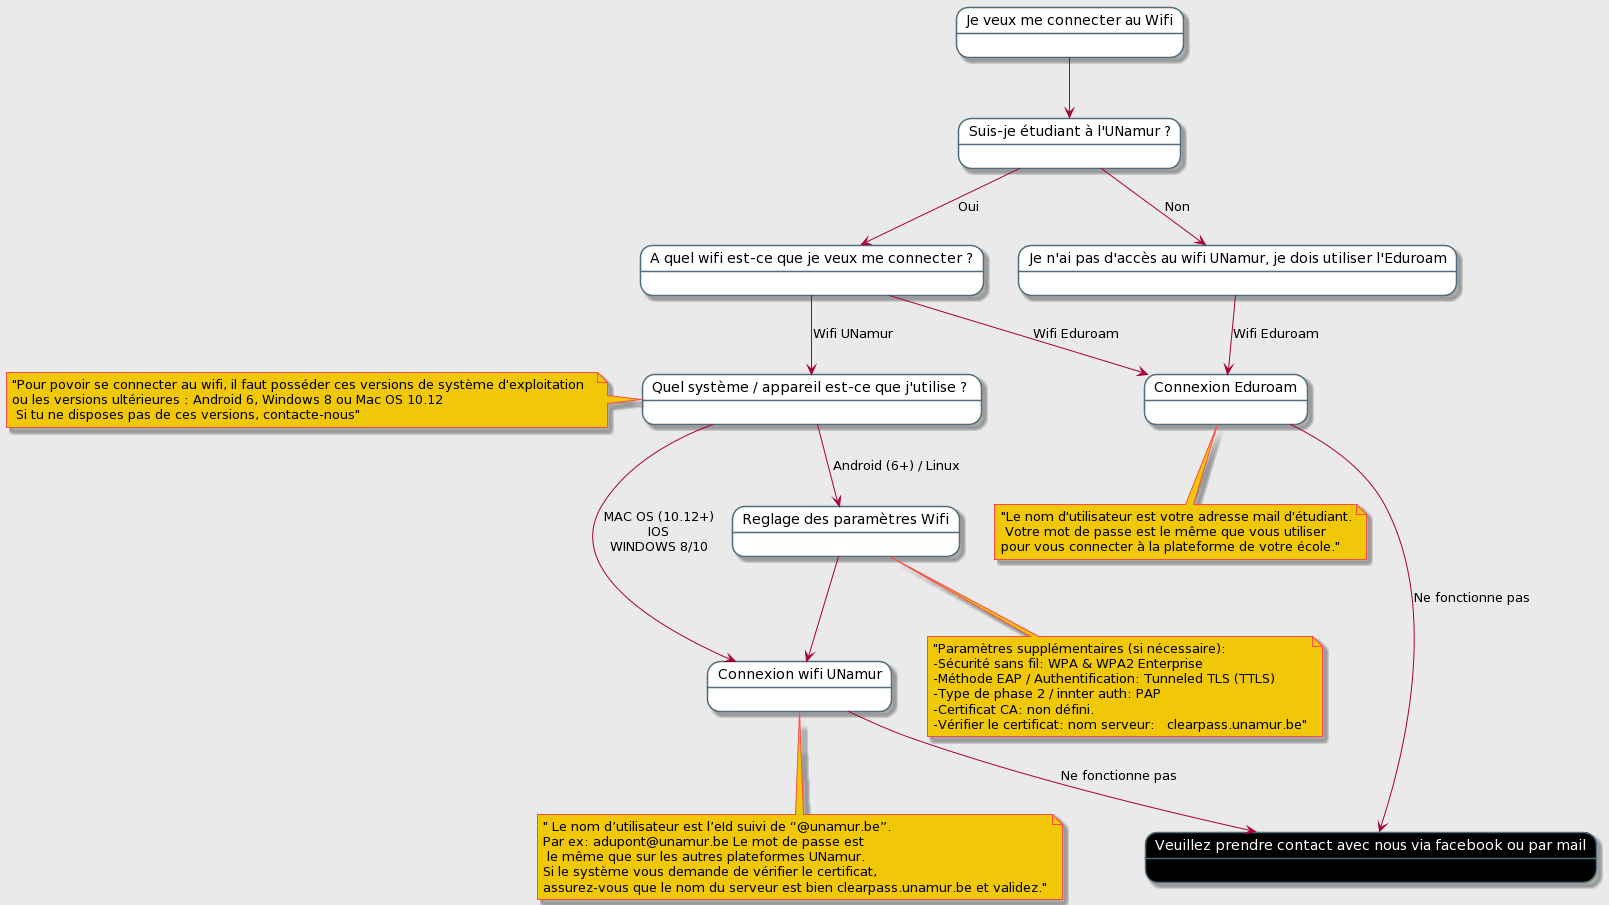 Je veux me connecter au Wifi
Suis-je étudiant à l'UNamur ?
Oui
Non
A quel wifi est-ce que je veux me connecter ?
Je n'ai pas d'accès au wifi UNamur, je dois utiliser l'Eduroam
Wifi UNamur
Wifi Eduroam
Wifi Eduroam
"Pour povoir se connecter au wifi, il faut posséder ces versions de système d'exploitation
ou les versions ultérieures : Android 6, Windows 8 ou Mac OS 10.12
Si tu ne disposes pas de ces versions, contacte-nous"
Quel système / appareil est-ce que j'utilise ?
Connexion Eduroam
Android (6+) / Linux
MAC OS (10.12+)
IOS
WINDOWS 8/10
Reglage des paramètres Wifi
"Le nom d'utilisateur est votre adresse mail d'étudiant.
Votre mot de passe est le même que vous utiliser
pour vous connecter à la plateforme de votre école."
Ne fonctionne pas
"Paramètres supplémentaires (si nécessaire):
-Sécurité sans fil: WPA & WPA2 Enterprise
-Méthode EAP / Authentification: Tunneled TLS (TTLS)
-Type de phase 2 / innter auth: PAP
-Certificat CA: non défini.
-Vérifier le certificat: nom serveur:   clearpass.unamur.be"
Connexion wifi UNamur
Ne fonctionne pas
" Le nom d’utilisateur est l’eId suivi de “@unamur.be”.
Par ex: adupont@unamur.be Le mot de passe est
le même que sur les autres plateformes UNamur.
Si le système vous demande de vérifier le certificat,
assurez-vous que le nom du serveur est bien clearpass.unamur.be et validez."
Veuillez prendre contact avec nous via facebook ou par mail